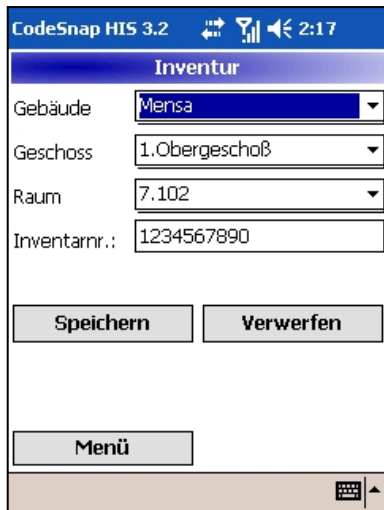 CodeSnap HIS 3.2 2:17
Inventur
Gebäude Mensa
Geschoss 1.Obergeschoß
Raum 7.102
Inventarnr.: 1234567890
Speichern Verwerfen
Menü